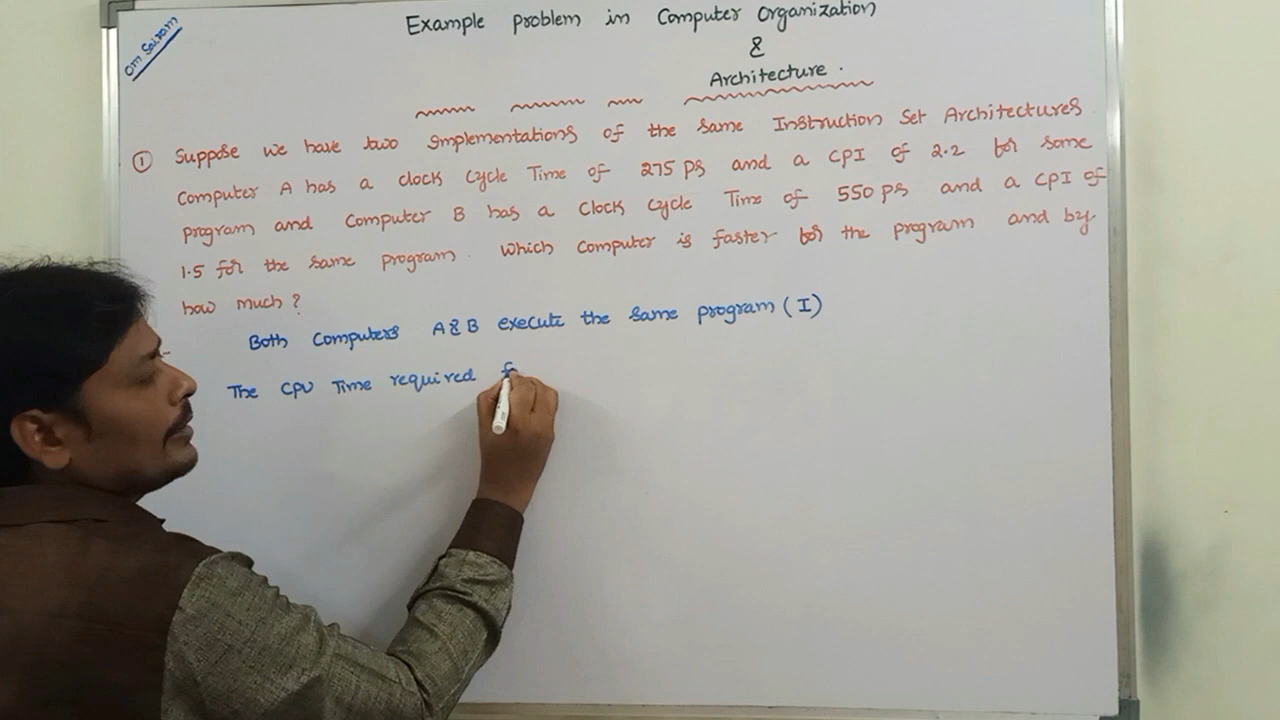 Om Sairam
Example problem in Computer Organization
&
Architecture.
① Suppose we have two Implementations of the same Instruction Set Architectures
Computer A has a clock cycle Time of 275 ps and a CPI of 2.2 for some
program and Computer B has a clock cycle Time of 550 ps and a CPI of
1.5 for the same program. Which Computer is faster for the program and by
how much?
Both Computers A & B execute the same program (I)
The CPU Time required